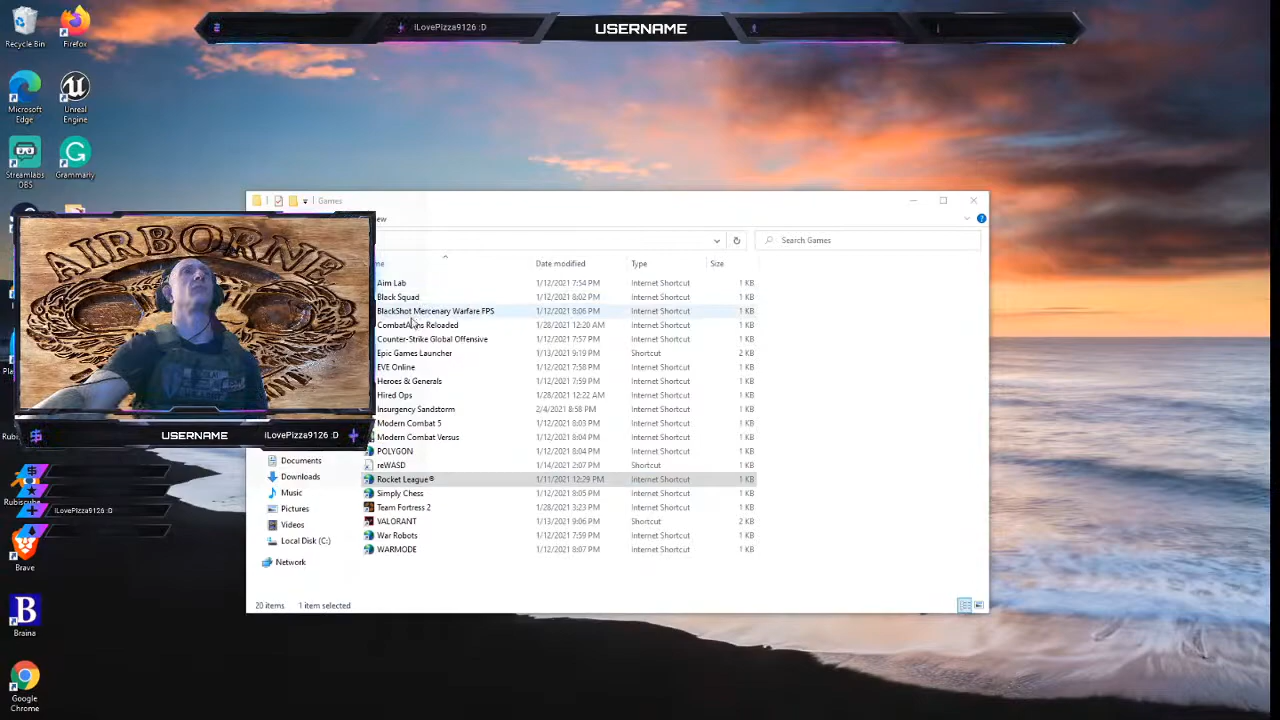 Recycle Bin
Firefox
Microsoft Edge
Unreal Engine
Streamlabs OBS
Grammarly
iLovePizza9126 :D
USERNAME
Games
ew
Search Games
me
Date modified
Type
Size
Aim Lab 1/12/2021 7:54 PM Internet Shortcut 1 KB
Black Squad 1/12/2021 8:02 PM Internet Shortcut 1 KB
BlackShot Mercenary Warfare FPS 1/12/2021 8:06 PM Internet Shortcut 1 KB
CombatArms Reloaded 1/28/2021 12:20 AM Internet Shortcut 1 KB
Counter-Strike Global Offensive 1/12/2021 7:57 PM Internet Shortcut 1 KB
Epic Games Launcher 1/13/2021 9:19 PM Shortcut 2 KB
EVE Online 1/12/2021 7:58 PM Internet Shortcut 1 KB
Heroes & Generals 1/12/2021 7:59 PM Internet Shortcut 1 KB
Hired Ops 1/28/2021 12:22 AM Internet Shortcut 1 KB
Insurgency Sandstorm 2/4/2021 8:58 PM Internet Shortcut 1 KB
Modern Combat 5 1/12/2021 8:03 PM Internet Shortcut 1 KB
Modern Combat Versus 1/12/2021 8:04 PM Internet Shortcut 1 KB
POLYGON 1/12/2021 8:04 PM Internet Shortcut 1 KB
reWASD 1/14/2021 2:07 PM Shortcut 1 KB
Rocket League® 1/11/2021 12:29 PM Internet Shortcut 1 KB
Simply Chess 1/12/2021 8:05 PM Internet Shortcut 1 KB
Team Fortress 2 1/28/2021 3:23 PM Internet Shortcut 1 KB
VALORANT 1/13/2021 9:06 PM Shortcut 2 KB
War Robots 1/12/2021 7:59 PM Internet Shortcut 1 KB
WARMODE 1/12/2021 8:07 PM Internet Shortcut 1 KB
AIRBORNE
USERNAME
iLovePizza9126 :D
Documents
Downloads
Music
Pictures
Videos
Local Disk (C:)
Network
20 items
1 item selected
iLovePizza9126 :D
Brave
Braina
Google Chrome